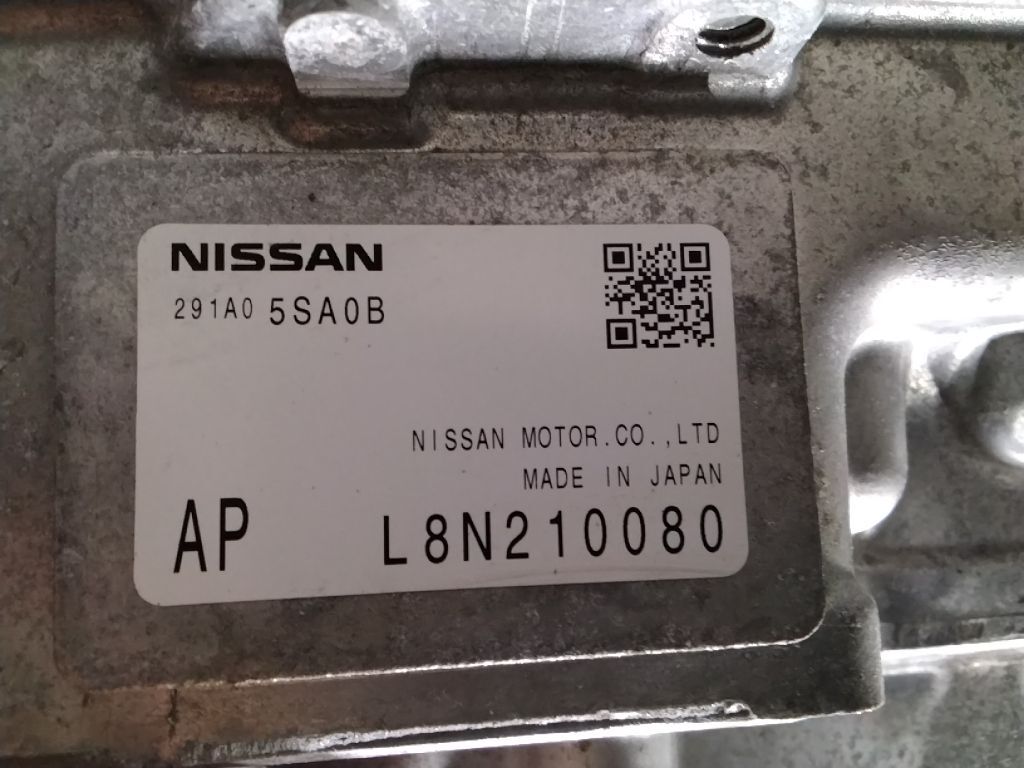 NISSAN
291A0 5SA0B
NISSAN MOTOR.CO.,LTD
MADE IN JAPAN
AP L8N210080